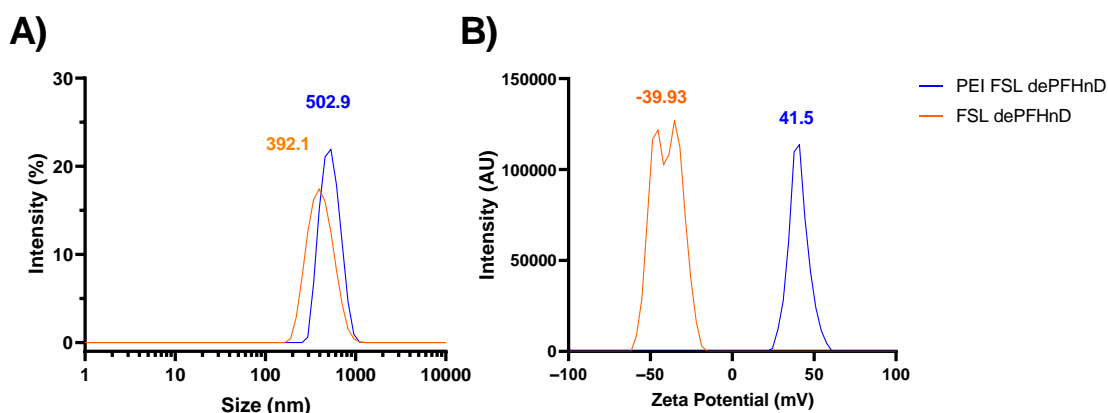 A)
30
20
10
0
Intensity (%)
502.9
392.1
1
10
100
1000
10000
Size (nm)
B)
150000
100000
50000
0
Intensity (AU)
-39.93
41.5
−100
−50
0
50
100
Zeta Potential (mV)
PEI FSL dePFHnD
FSL dePFHnD